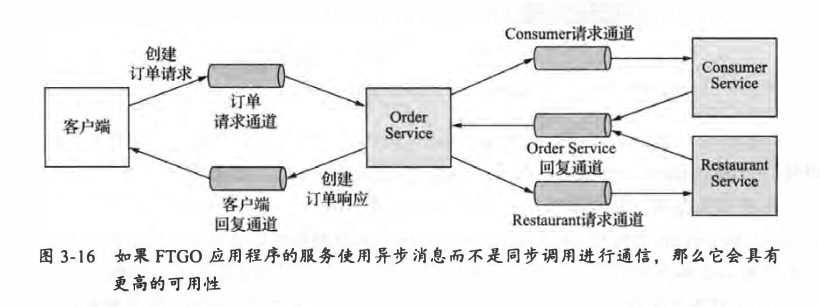 Consumer请求通道
创建
订单请求
Consumer
Service
订单
请求通道
客户端
Order
Service
Order Service
回复通道
Restaurant
Service
创建
订单响应
客户端
回复通道
Restaurant请求通道
图 3-16 如果 FTGO 应用程序的服务使用异步消息而不是同步调用进行通信，那么它会具有
更高的可用性